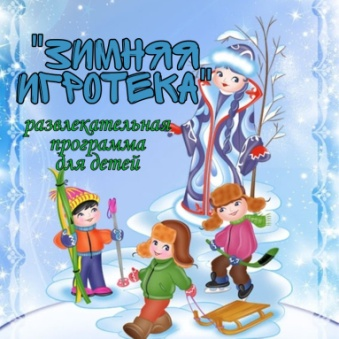 "ЗИМНЯЯ
ИГРОТЕКА"
развлекательная
программа
для детей